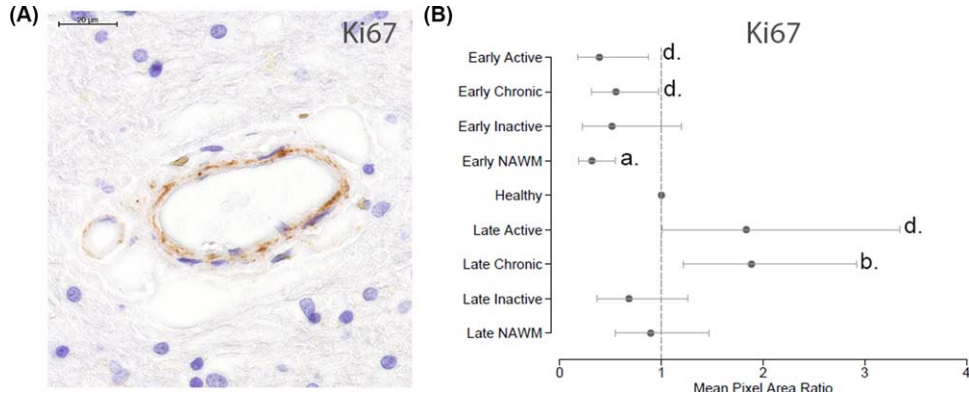 (A)
20 µm
Ki67
(B)
Ki67
Early Active
d.
Early Chronic
d.
Early Inactive
Early NAWM
a.
Healthy
Late Active
d.
Late Chronic
b.
Late Inactive
Late NAWM
0 1 2 3 4
Mean Pixel Area Ratio